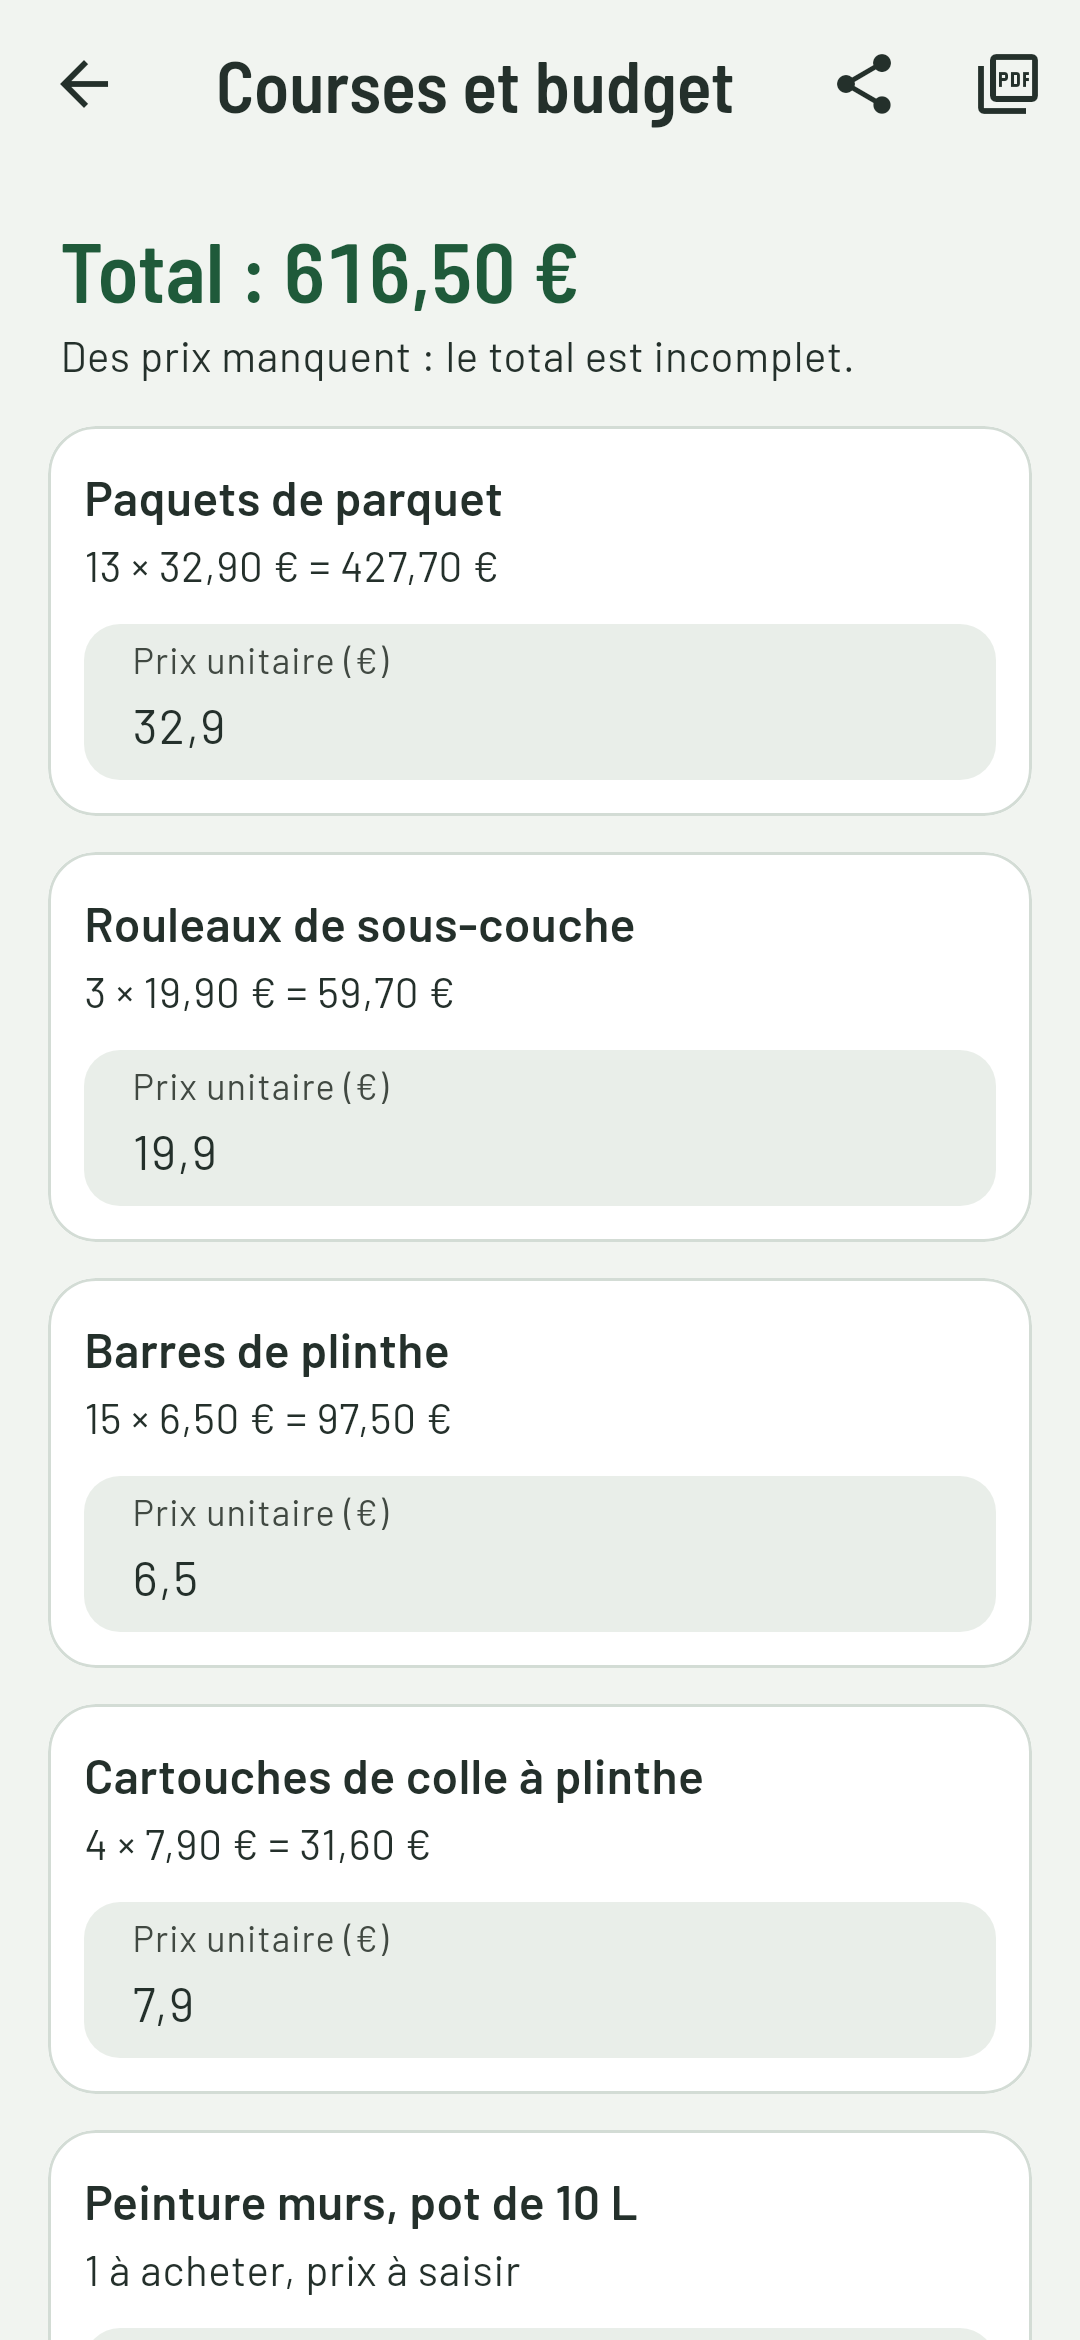 Courses et budget
PDF
Total : 616,50 €
Des prix manquent : le total est incomplet.
Paquets de parquet
13 × 32,90 € = 427,70 €
Prix unitaire (€)
32,9
Rouleaux de sous-couche
3 × 19,90 € = 59,70 €
Prix unitaire (€)
19,9
Barres de plinthe
15 × 6,50 € = 97,50 €
Prix unitaire (€)
6,5
Cartouches de colle à plinthe
4 × 7,90 € = 31,60 €
Prix unitaire (€)
7,9
Peinture murs, pot de 10 L
1 à acheter, prix à saisir